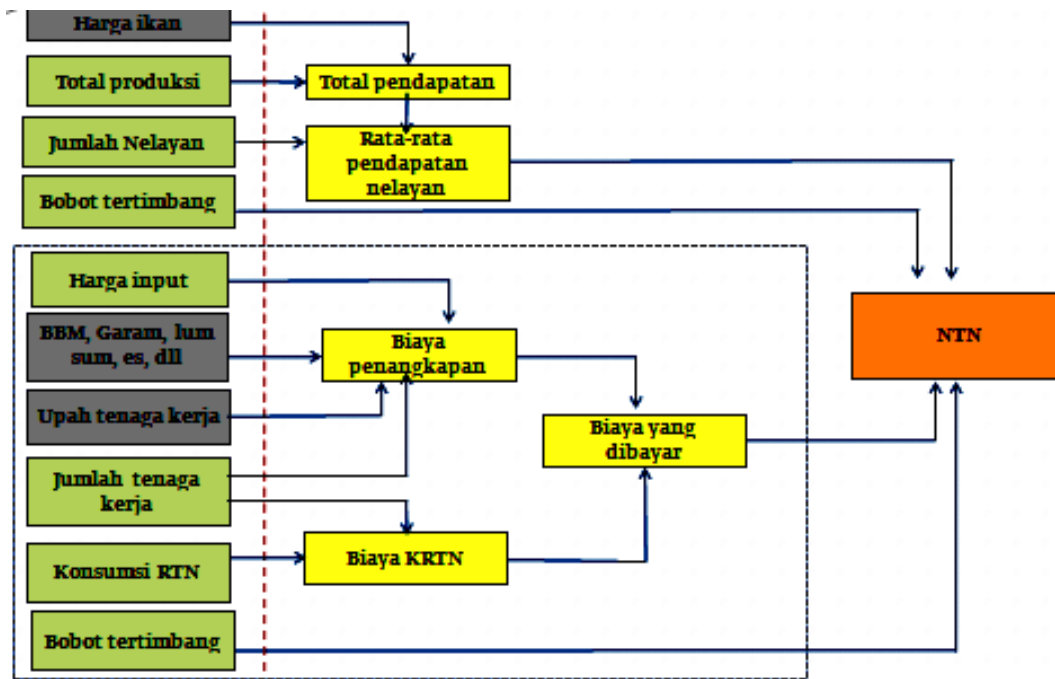 Harga ikan
Total produksi
Total pendapatan
Jumlah Nelayan
Rata-rata
pendapatan
nelayan
Bobot tertimbang
Harga input
BBM, Garam, lum
sum, es, dll
Biaya
penangkapan
NTN
Upah tenaga kerja
Biaya yang
dibayar
Jumlah tenaga
kerja
Biaya KRTN
Konsumsi RTN
Bobot tertimbang